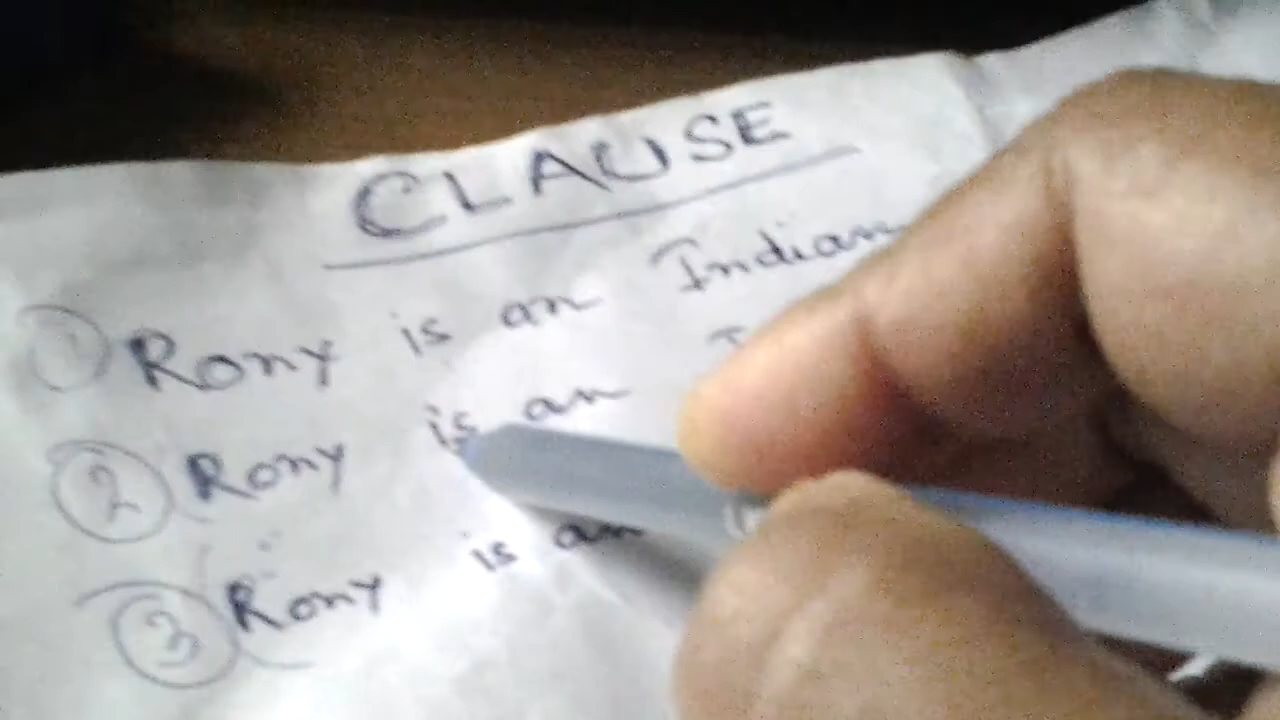 CLAUSE
① Rony is an Indian
② Rony is an
③ Rony is an